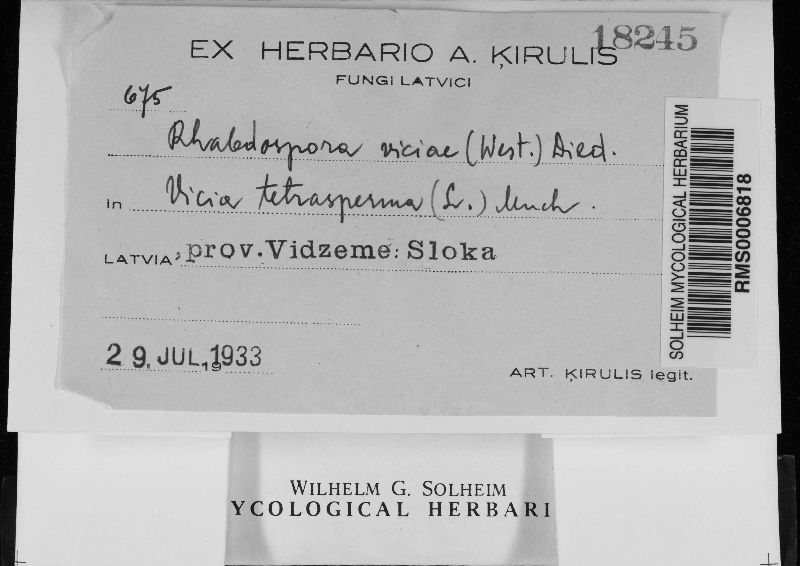 18245
EX HERBARIO A. ĶIRULIS
FUNGI LATVICI
675
Rhabdospora viciae (West.) Died.
in Vicia tetrasperma (L.) Mnch.
LATVIA; prov. Vidzeme: Sloka
29. JUL. 1933
19
ART. ĶIRULIS legit.
SOLHEIM MYCOLOGICAL HERBARIUM
RMS0006818
WILHELM G. SOLHEIM
YCOLOGICAL HERBARI